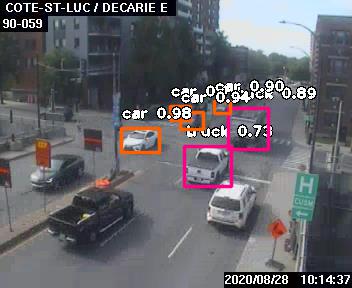 COTE-ST-LUC / DECARIE E
90-059
car 0.90
car 0.94
truck 0.89
car 0.98
truck 0.73
H
CUSM
2020/08/28 10:14:37